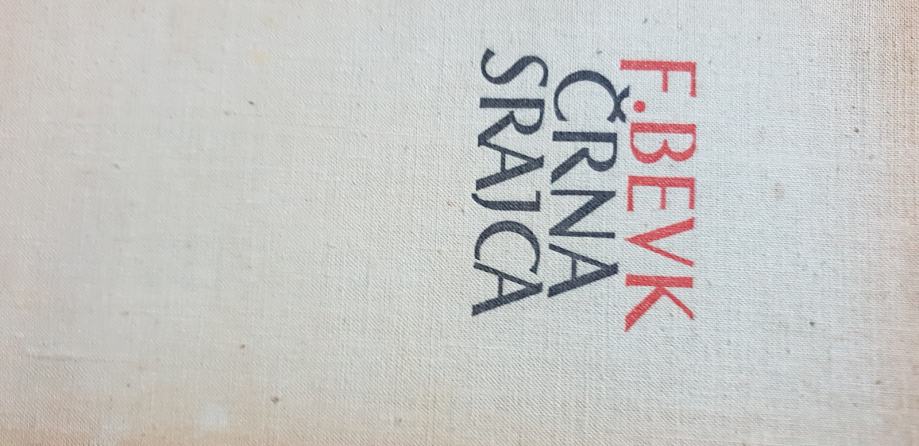 F. BEVK
ČRNA
SRAJCA